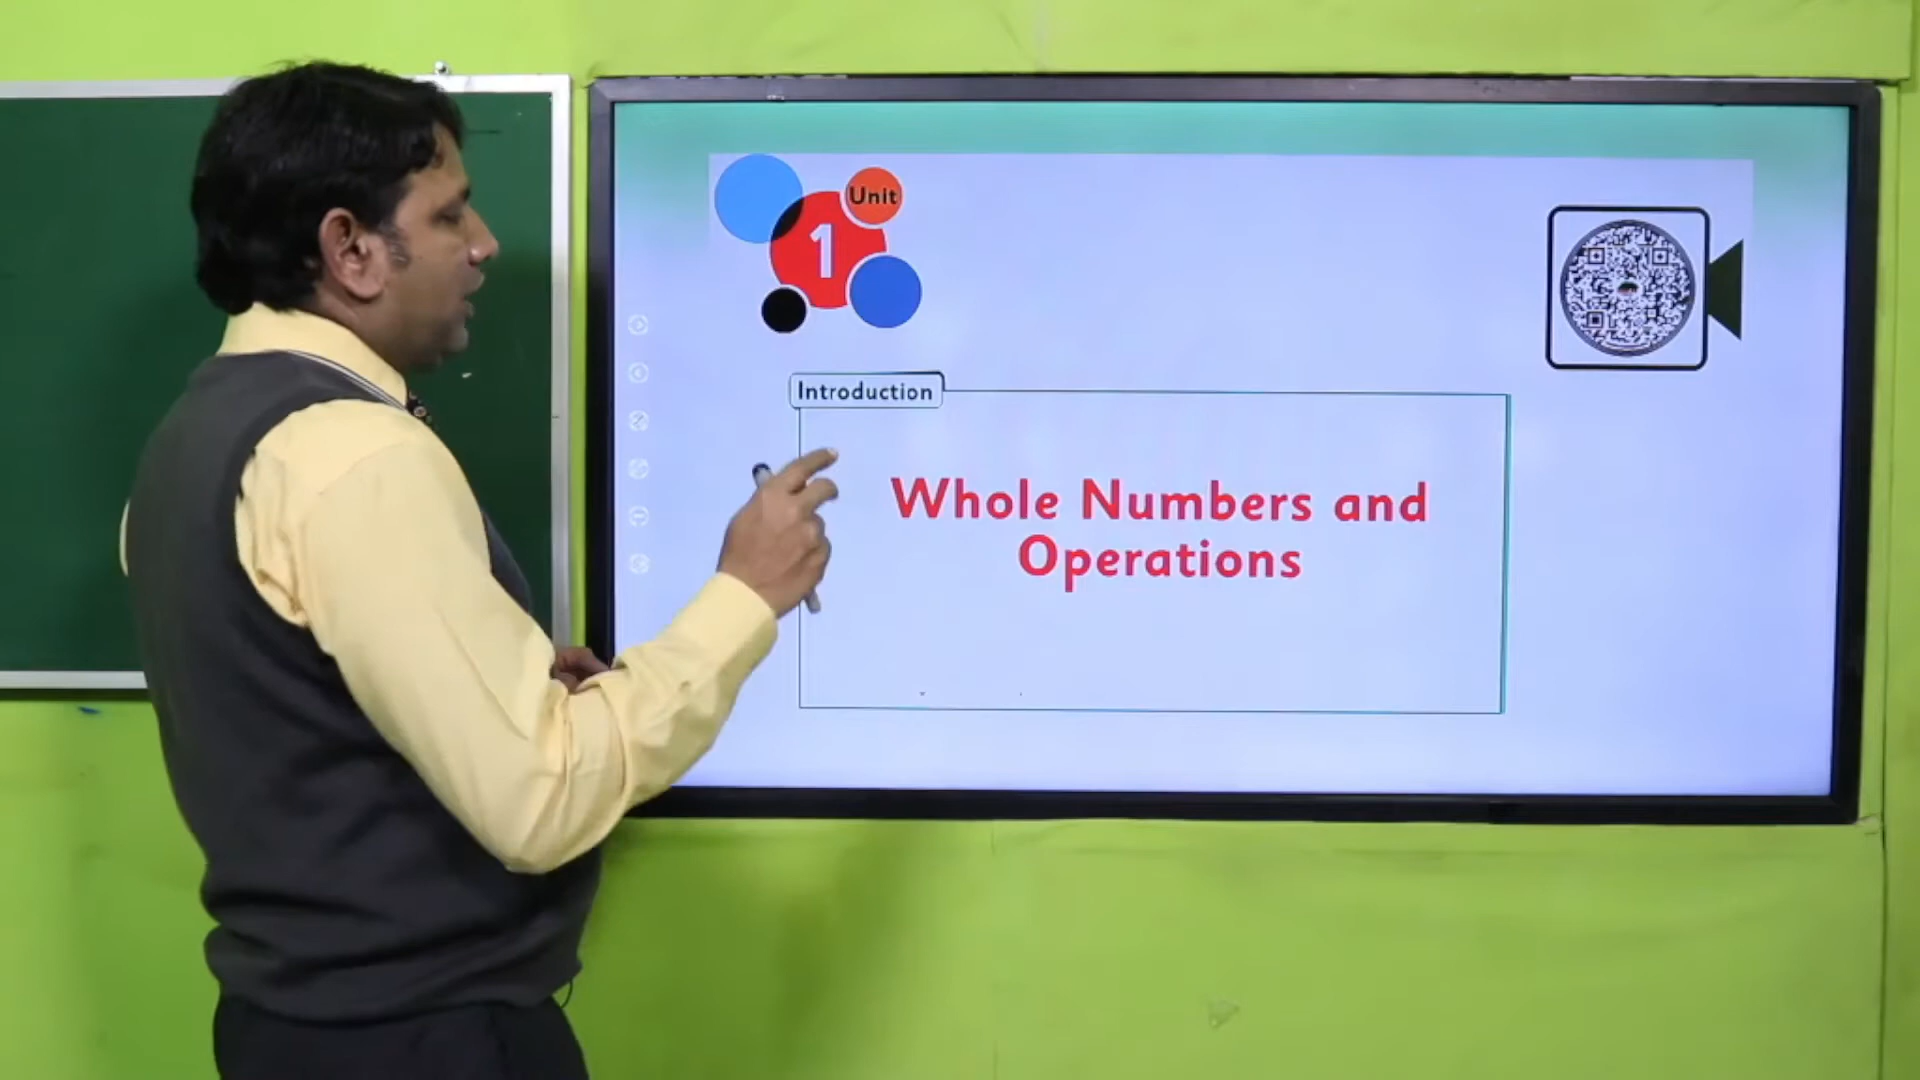 Unit
1
Introduction
Whole Numbers and
Operations